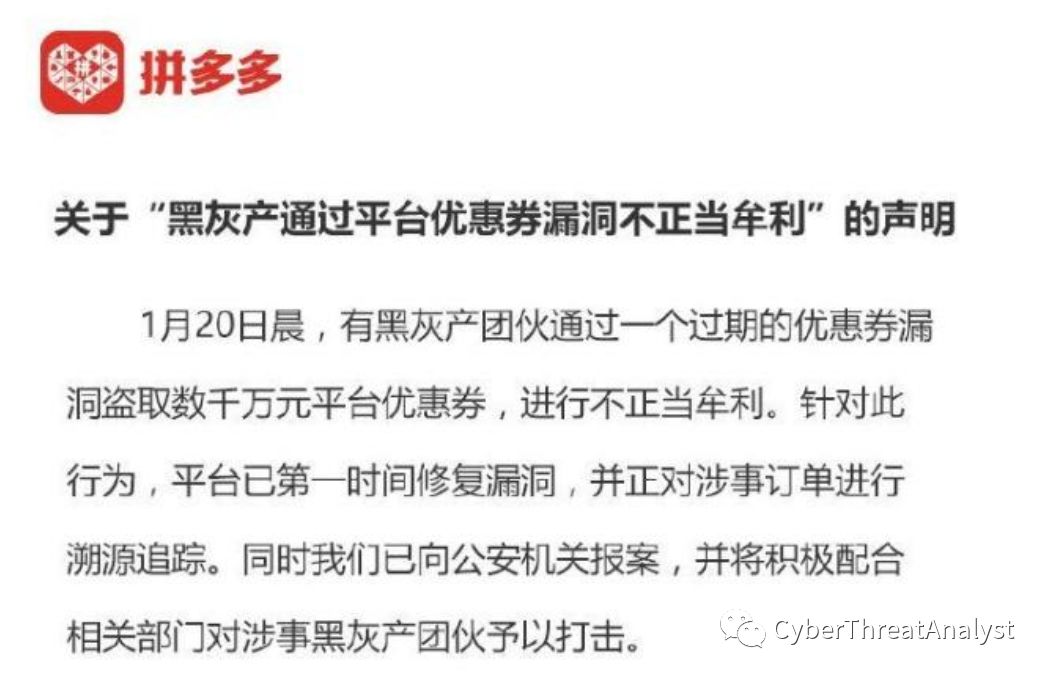 拼多多
关于“黑灰产通过平台优惠券漏洞不正当牟利”的声明
1月20日晨，有黑灰产团伙通过一个过期的优惠券漏
洞盗取数千万元平台优惠券，进行不正当牟利。针对此
行为，平台已第一时间修复漏洞，并正对涉事订单进行
溯源追踪。同时我们已向公安机关报案，并将积极配合
相关部门对涉事黑灰产团伙予以打击。
CyberThreatAnalyst